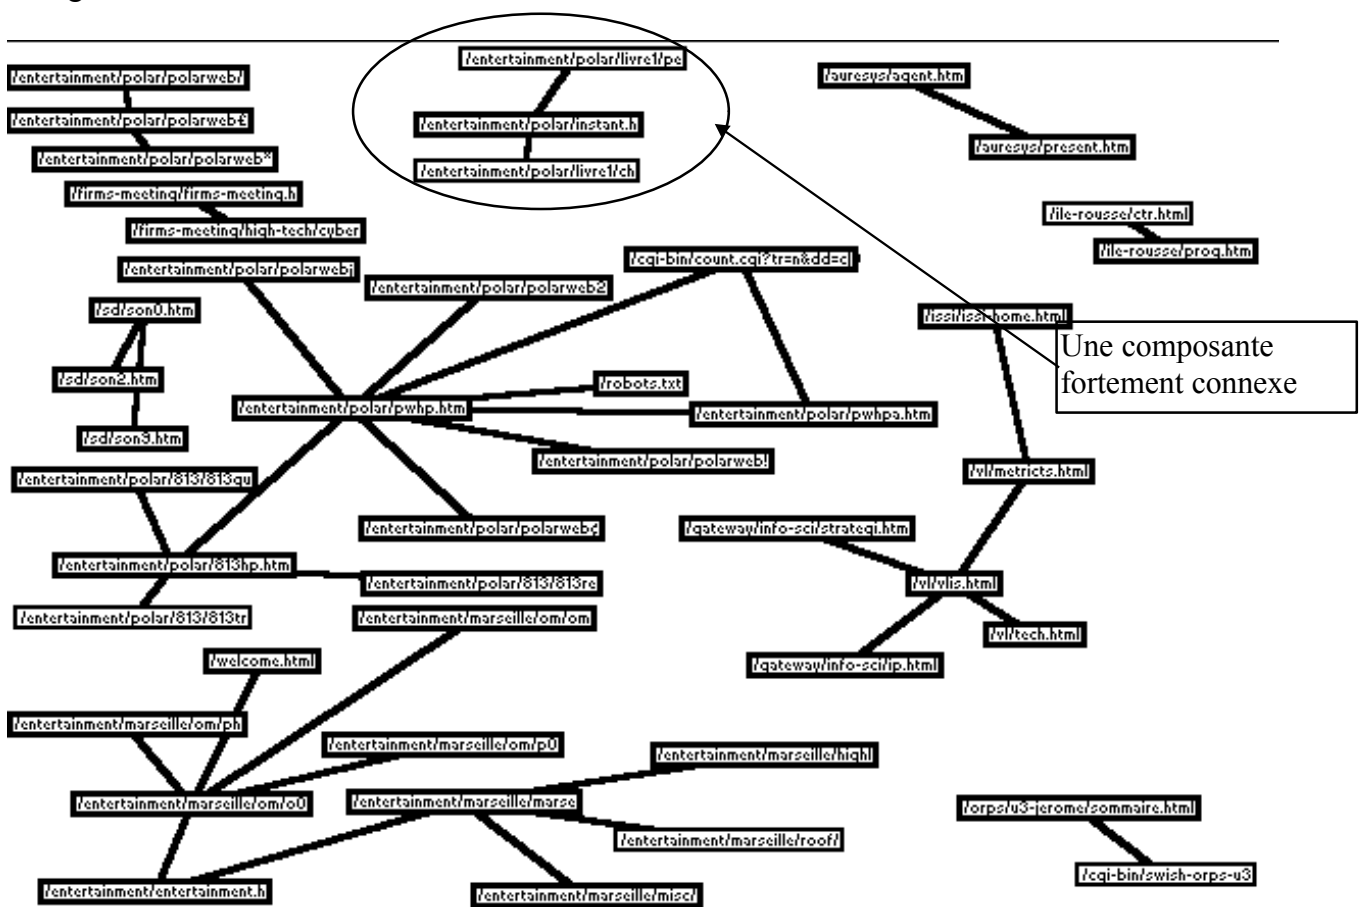 /entertainment/polar/livre1/pe
/entertainment/polar/polarweb/
/auresys/agent.htm
/entertainment/polar/polarweb€
/entertainment/polar/instant.h
/auresys/present.htm
/entertainment/polar/polarweb*
/entertainment/polar/livre1/ch
/firms-meeting/firms-meeting.h
/ile-rousse/ctr.html
/firms-meeting/high-tech/cyber
/ile-rousse/prog.htm
/entertainment/polar/polarwebj
/cgi-bin/count.cgi?tr=n&dd=c|
/entertainment/polar/polarweb2
/sd/son0.htm
/issi/issi-home.html
Une composante
fortement connexe
/sd/son2.htm
/robots.txt
/entertainment/polar/pwhp.htm
/entertainment/polar/pwhpa.htm
/sd/son9.htm
/entertainment/polar/polarweb!
/entertainment/polar/813/813qu
/vl/metricts.html
/entertainment/polar/polarwebç
/gateway/info-sci/strategi.htm
/entertainment/polar/813hp.htm
/entertainment/polar/813/813re
/vl/vlis.html
/entertainment/polar/813/813tr
/entertainment/marseille/om/om
/vl/tech.html
/welcome.html
/gateway/info-sci/ip.html
/entertainment/marseille/om/ph
/entertainment/marseille/om/p0
/entertainment/marseille/highl
/entertainment/marseille/om/o0
/entertainment/marseille/marse
/orps/u3-jerome/sommaire.html
/entertainment/marseille/roof/
/cgi-bin/swish-orps-u3
/entertainment/entertainment.h
/entertainment/marseille/misc/